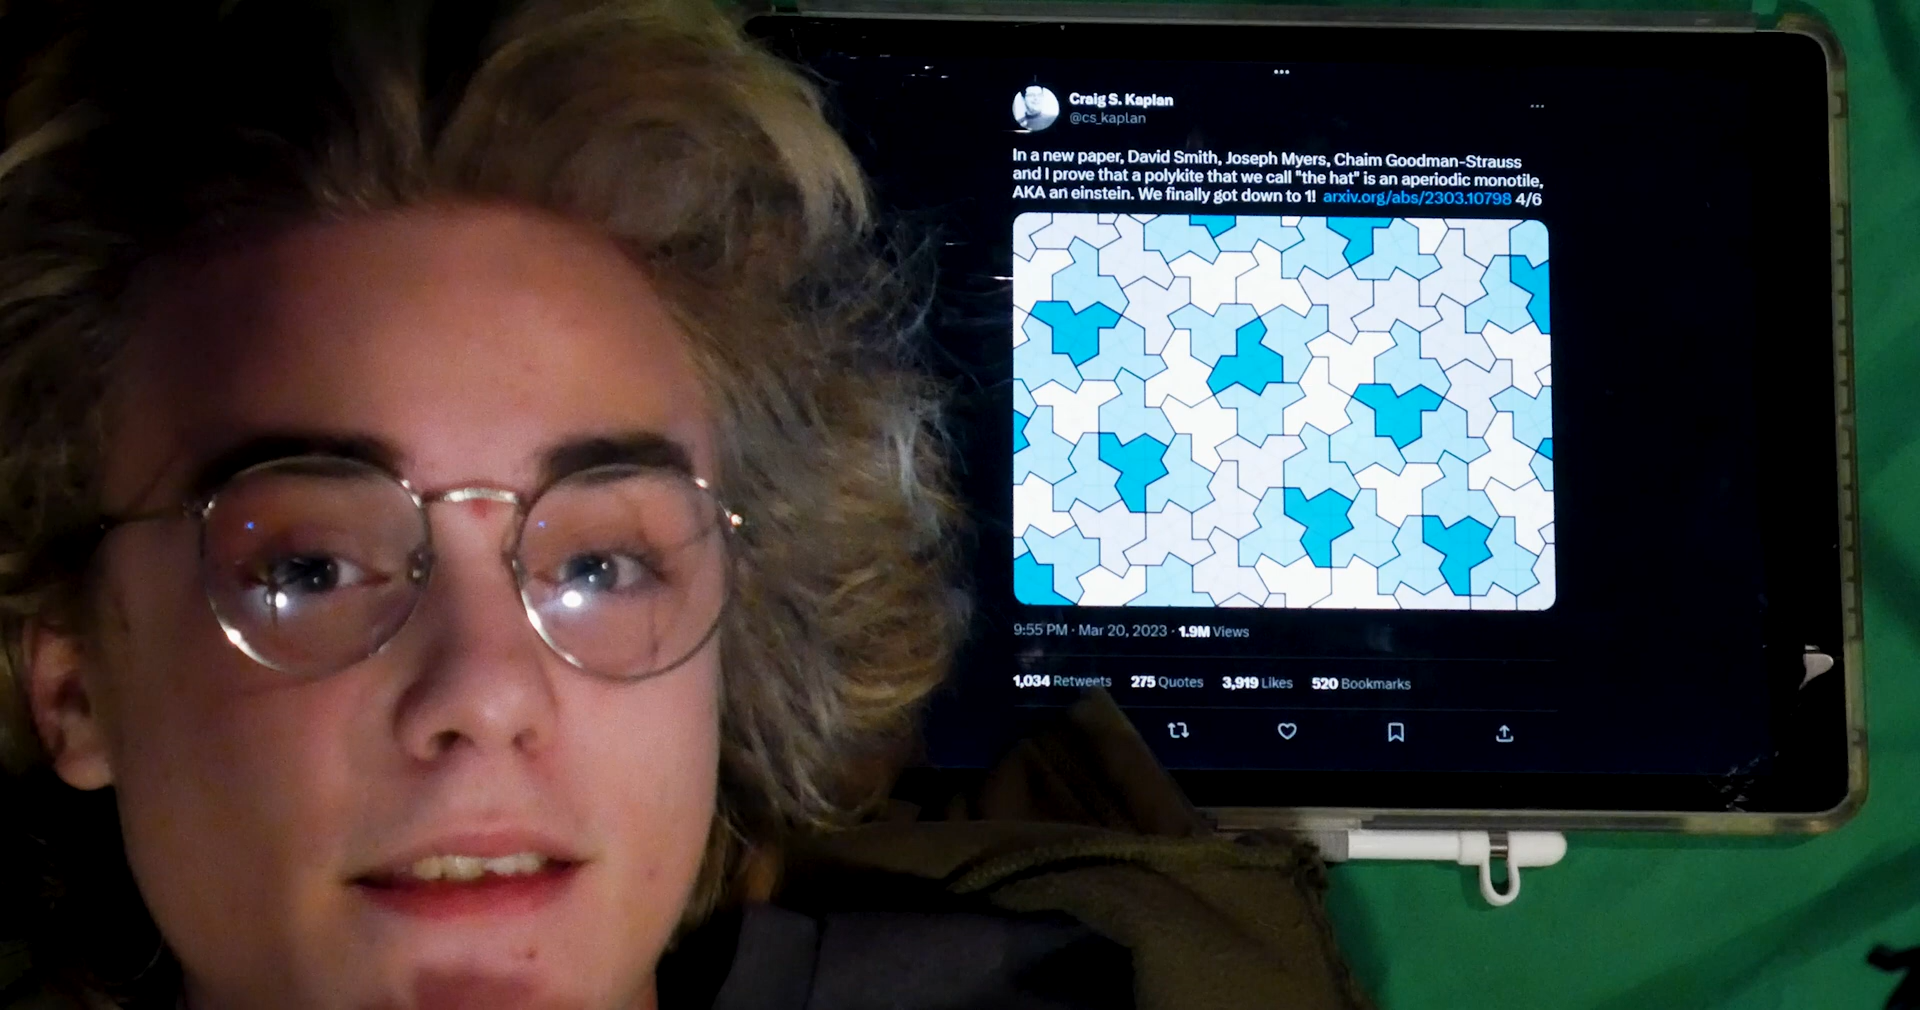 Craig S. Kaplan
@cs_kaplan
In a new paper, David Smith, Joseph Myers, Chaim Goodman-Strauss
and I prove that a polykite that we call "the hat" is an aperiodic monotile,
AKA an einstein. We finally got down to 1! arxiv.org/abs/2303.10798 4/6
9:55 PM · Mar 20, 2023 · 1.9M Views
1,034 Retweets 275 Quotes 3,919 Likes 520 Bookmarks